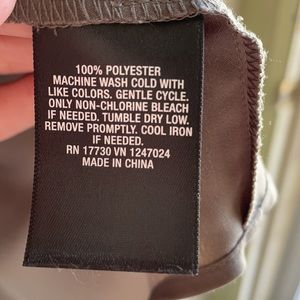 100% POLYESTER
MACHINE WASH COLD WITH
LIKE COLORS. GENTLE CYCLE.
ONLY NON-CHLORINE BLEACH
IF NEEDED. TUMBLE DRY LOW.
REMOVE PROMPTLY. COOL IRON
IF NEEDED.
RN 17730 VN 1247024
MADE IN CHINA